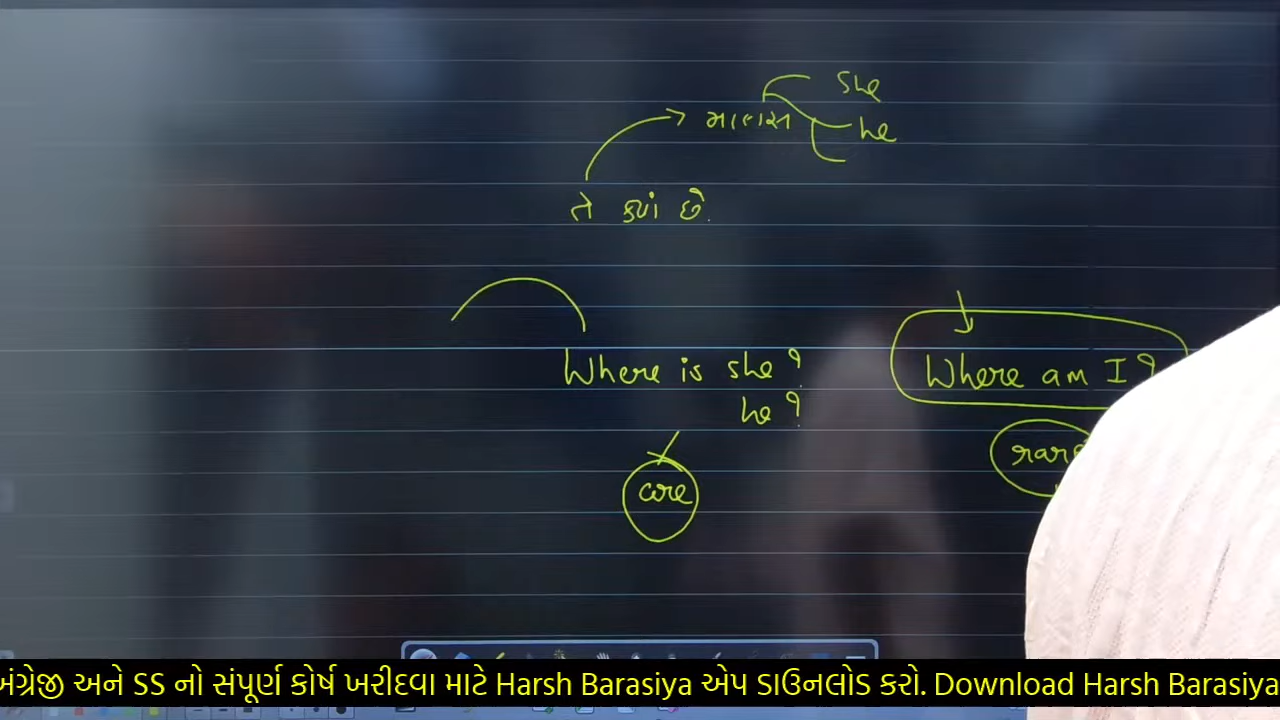 she
માણસ he
તે ક્યાં છે.
Where is she?
he?
Where am I?
are
અંગ્રેજી અને SS નો સંપૂર્ણ કોર્ષ ખરીદવા માટે Harsh Barasiya એપ ડાઉનલોડ કરો. Download Harsh Barasiya